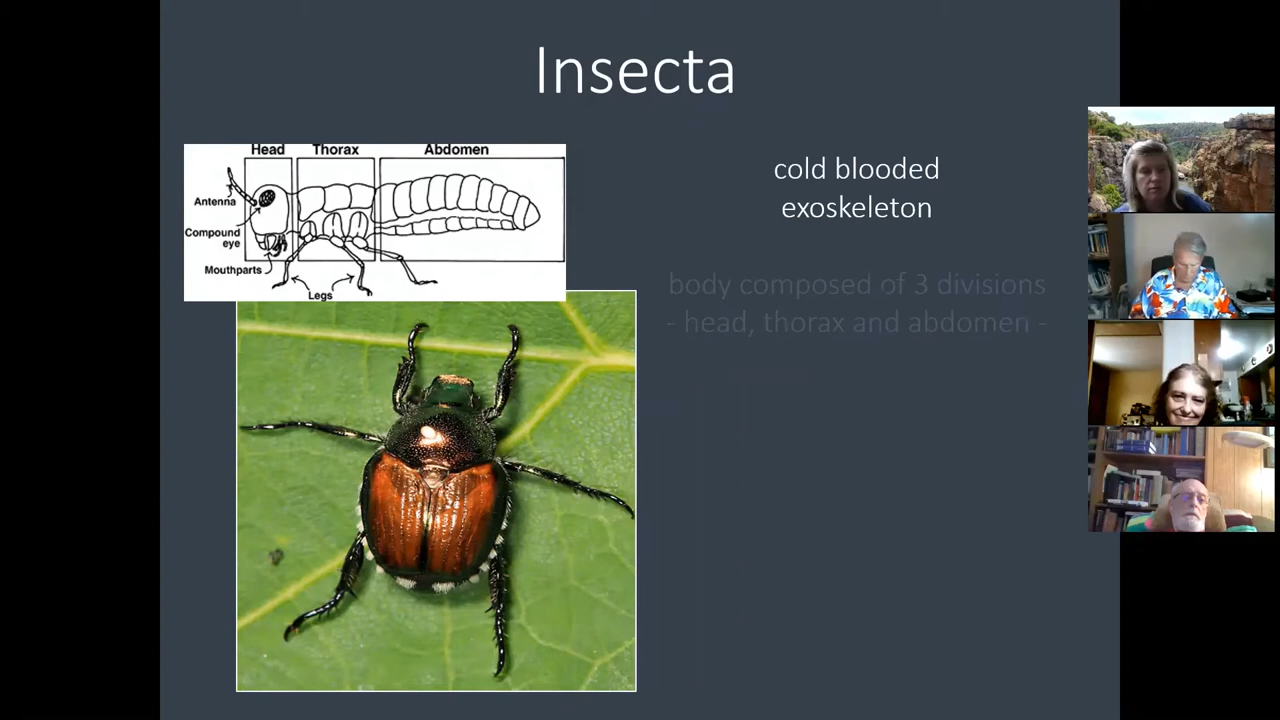 Insecta
Head Thorax Abdomen
Antenna
Compound
eye
Mouthparts
Legs
cold blooded
exoskeleton
body composed of 3 divisions
- head, thorax and abdomen -